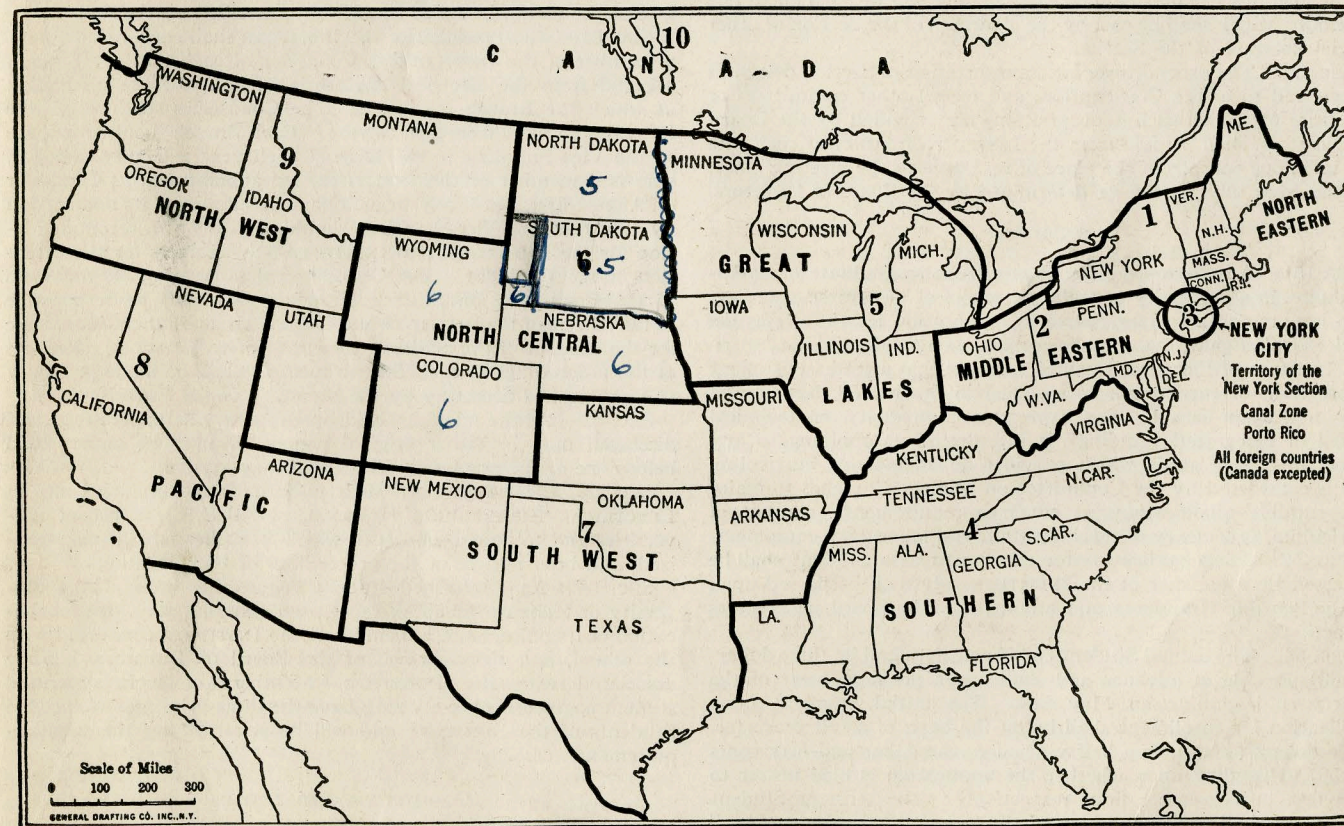 10
C A N A D A
WASHINGTON
MONTANA
NORTH DAKOTA
MINNESOTA
ME.
9
5
1
VER.
OREGON
IDAHO
NORTH WEST
NORTH EASTERN
N.H.
WYOMING
SOUTH DAKOTA
6 5
WISCONSIN
MICH.
GREAT
NEW YORK
MASS.
CONN.
R.I.
NEVADA
UTAH
6
6
IOWA
5
NEBRASKA
NORTH CENTRAL
6
2
PENN.
3
NEW YORK CITY
Territory of the
New York Section
Canal Zone
Porto Rico
All foreign countries
(Canada excepted)
OHIO
MIDDLE EASTERN
N.J.
MD.
DEL.
W.VA.
ILLINOIS
IND.
LAKES
8
COLORADO
6
CALIFORNIA
KANSAS
MISSOURI
VIRGINIA
KENTUCKY
ARIZONA
PACIFIC
NEW MEXICO
OKLAHOMA
ARKANSAS
TENNESSEE
N.CAR.
7
SOUTH WEST
4
S.CAR.
MISS.
ALA.
GEORGIA
SOUTHERN
TEXAS
LA.
FLORIDA
Scale of Miles
0 100 200 300
GENERAL DRAFTING CO. INC., N.Y.